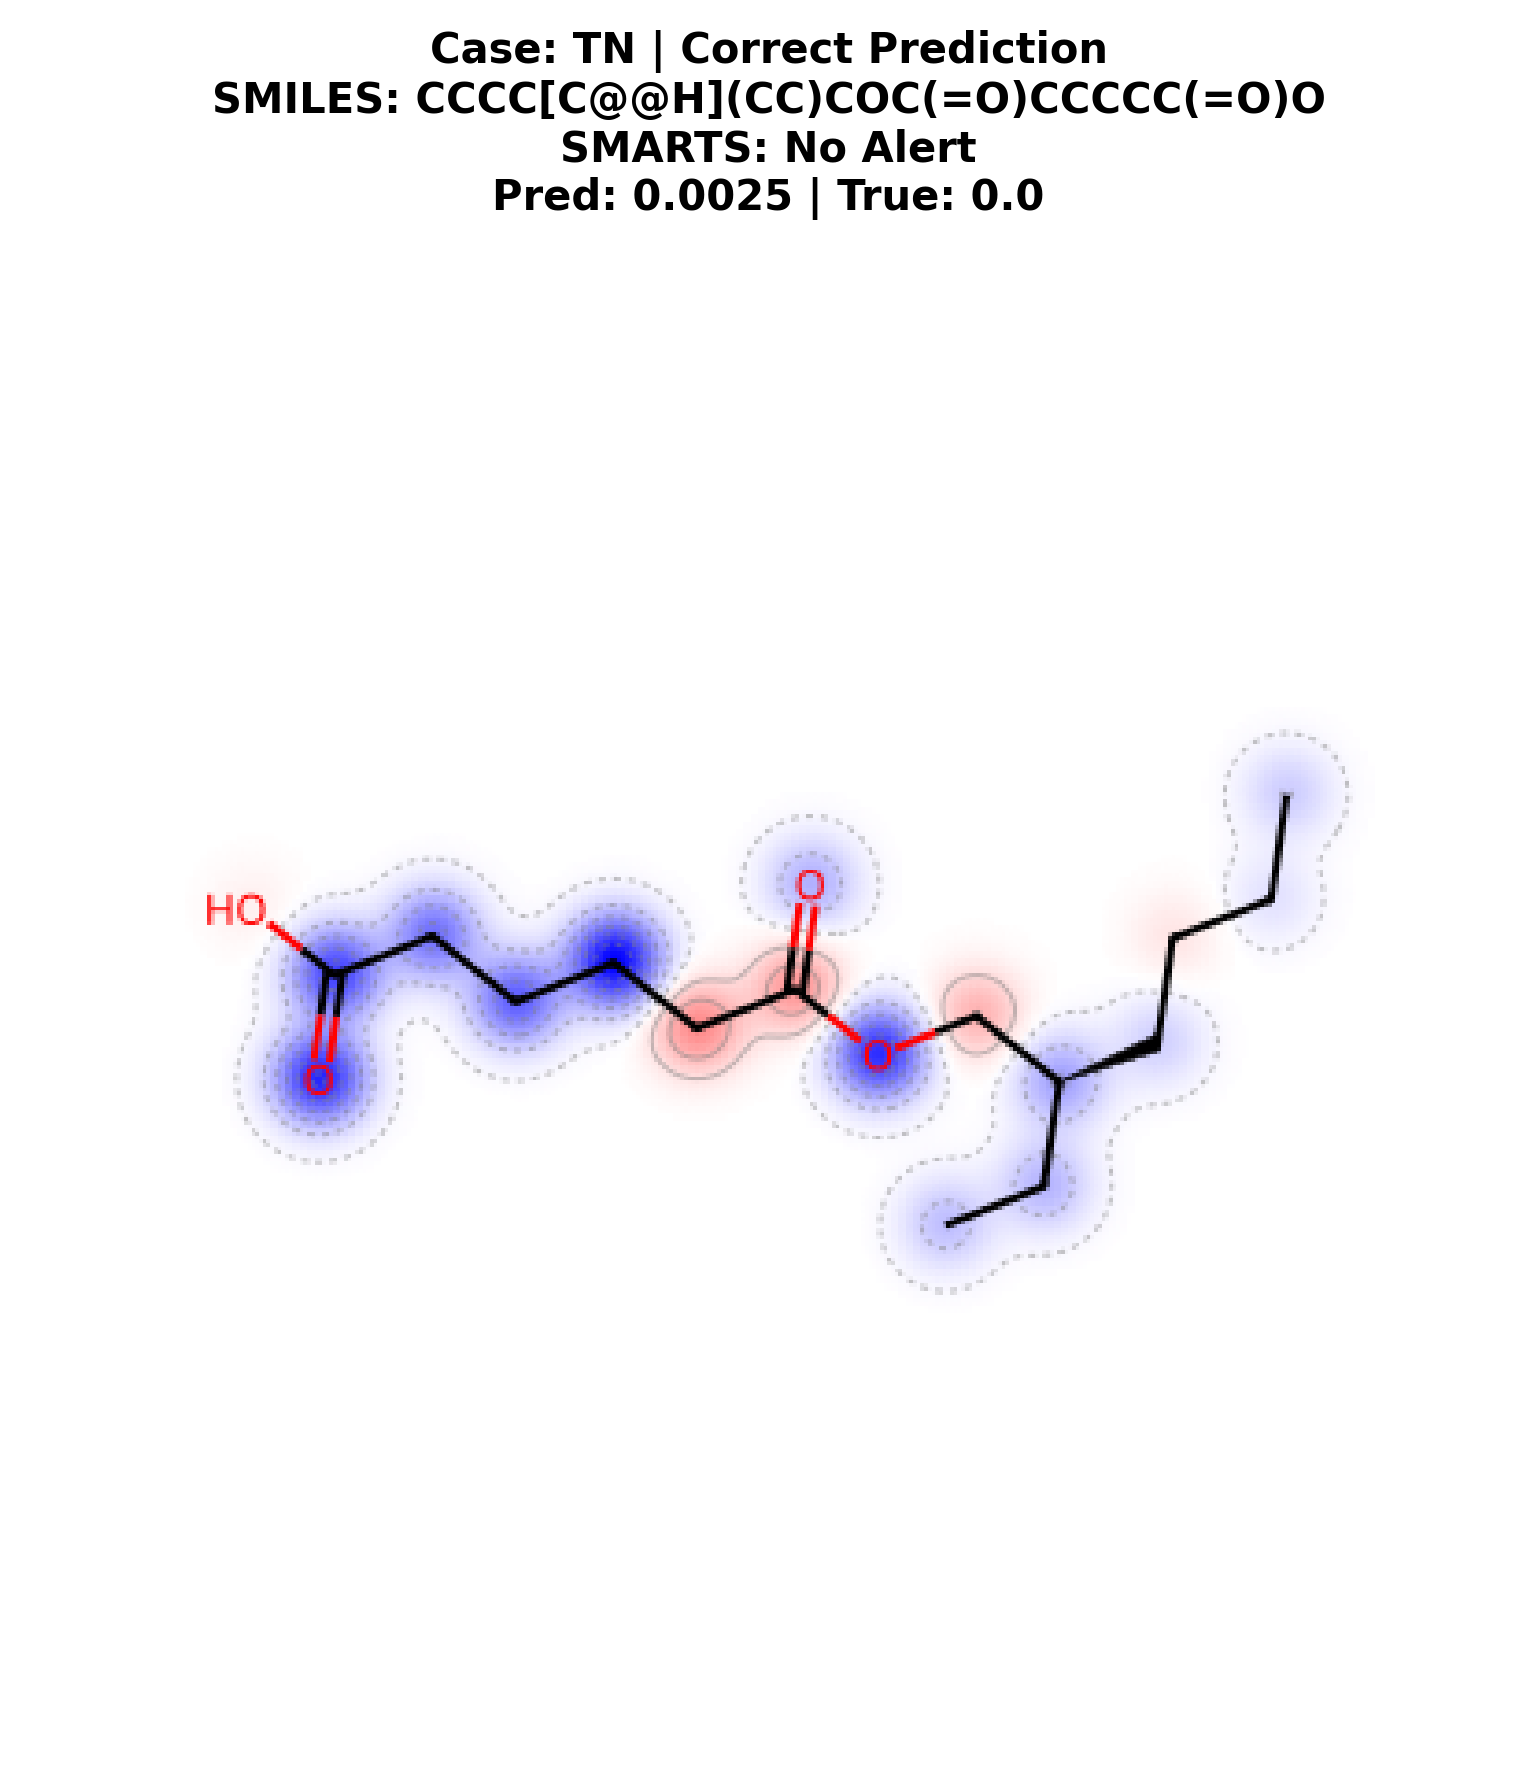 Case: TN | Correct Prediction
SMILES: CCCC[C@@H](CC)COC(=O)CCCCC(=O)O
SMARTS: No Alert
Pred: 0.0025 | True: 0.0
O
HO
O
O